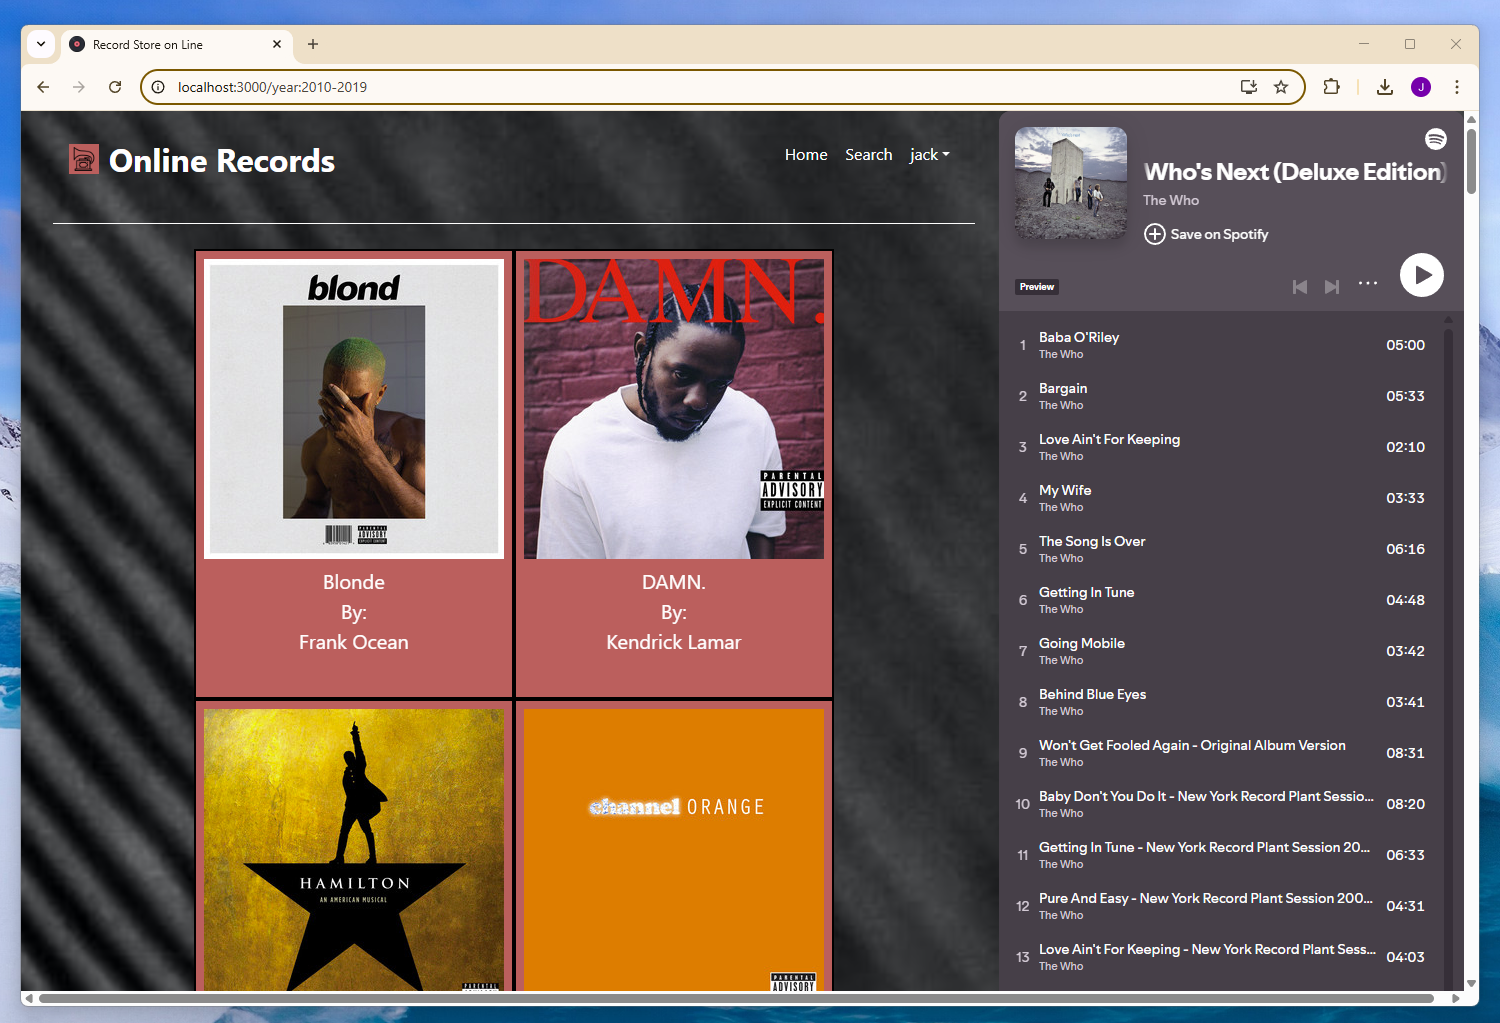 Record Store on Line
localhost:3000/year:2010-2019
J
Online Records
Home Search jack
blond
PARENTAL
ADVISORY
EXPLICIT CONTENT
Blonde
By:
Frank Ocean
DAMN.
PARENTAL
ADVISORY
EXPLICIT CONTENT
DAMN.
By:
Kendrick Lamar
HAMILTON
AN AMERICAN MUSICAL
PARENTAL
channel ORANGE
PARENTAL
ADVISORY
Who's Next (Deluxe Edition)
The Who
Save on Spotify
Preview
1 Baba O'Riley 05:00
The Who
2 Bargain 05:33
The Who
3 Love Ain't For Keeping 02:10
The Who
4 My Wife 03:33
The Who
5 The Song Is Over 06:16
The Who
6 Getting In Tune 04:48
The Who
7 Going Mobile 03:42
The Who
8 Behind Blue Eyes 03:41
The Who
9 Won't Get Fooled Again - Original Album Version 08:31
The Who
10 Baby Don't You Do It - New York Record Plant Sessio... 08:20
The Who
11 Getting In Tune - New York Record Plant Session 20... 06:33
The Who
12 Pure And Easy - New York Record Plant Session 200... 04:31
The Who
13 Love Ain't For Keeping - New York Record Plant Sess... 04:03
The Who